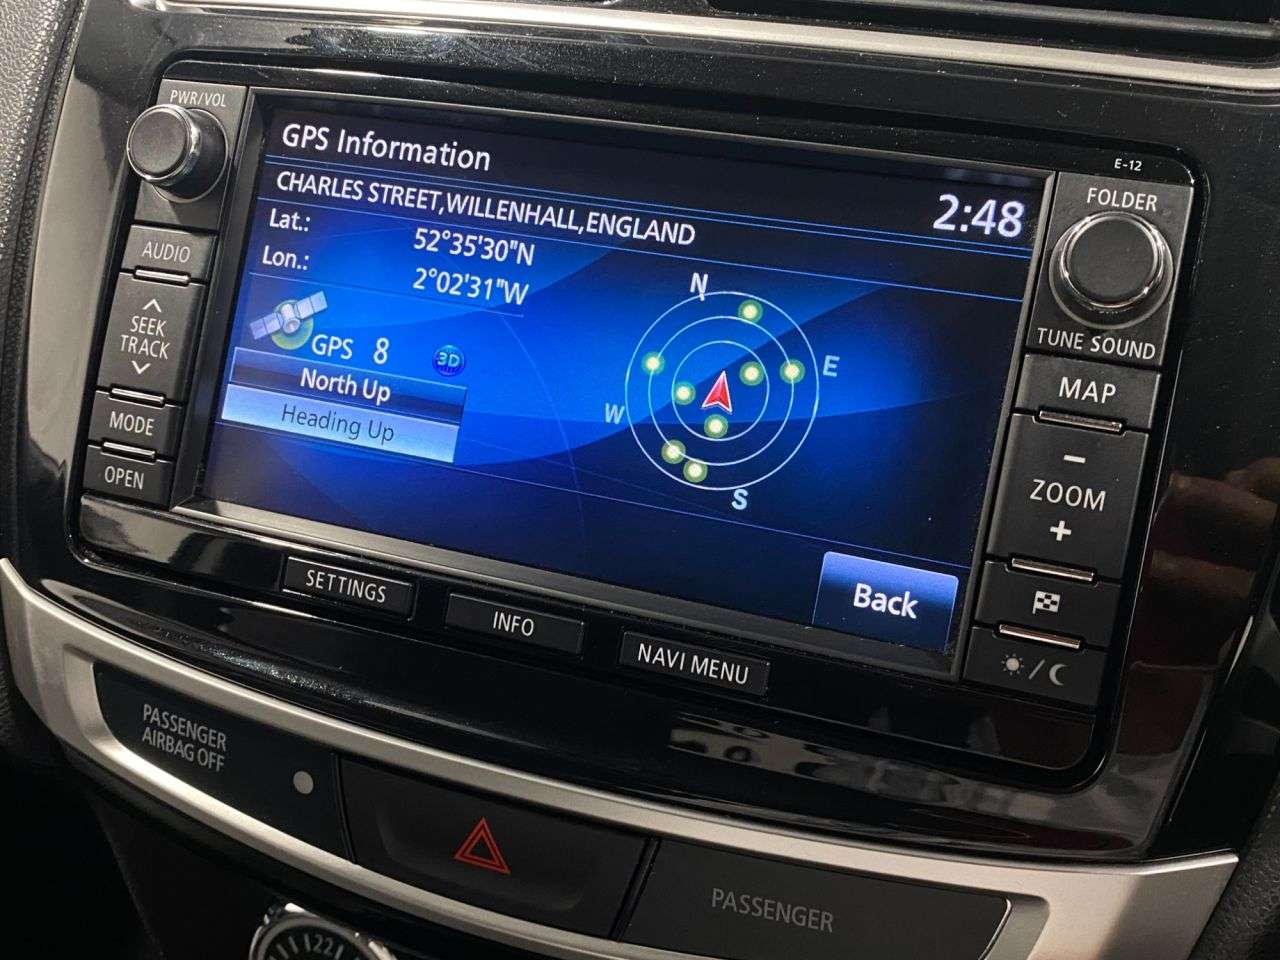 PWR/VOL
E-12
GPS Information
FOLDER
CHARLES STREET,WILLENHALL,ENGLAND
2:48
AUDIO
Lat.: 52°35'30"N
Lon.: 2°02'31"W
N
SEEK
TRACK
TUNE SOUND
GPS 8 3D
E
North Up
MAP
W
Heading Up
MODE
OPEN
−
ZOOM
+
S
Back
SETTINGS
INFO
NAVI MENU
PASSENGER
AIRBAG OFF
PASSENGER
22